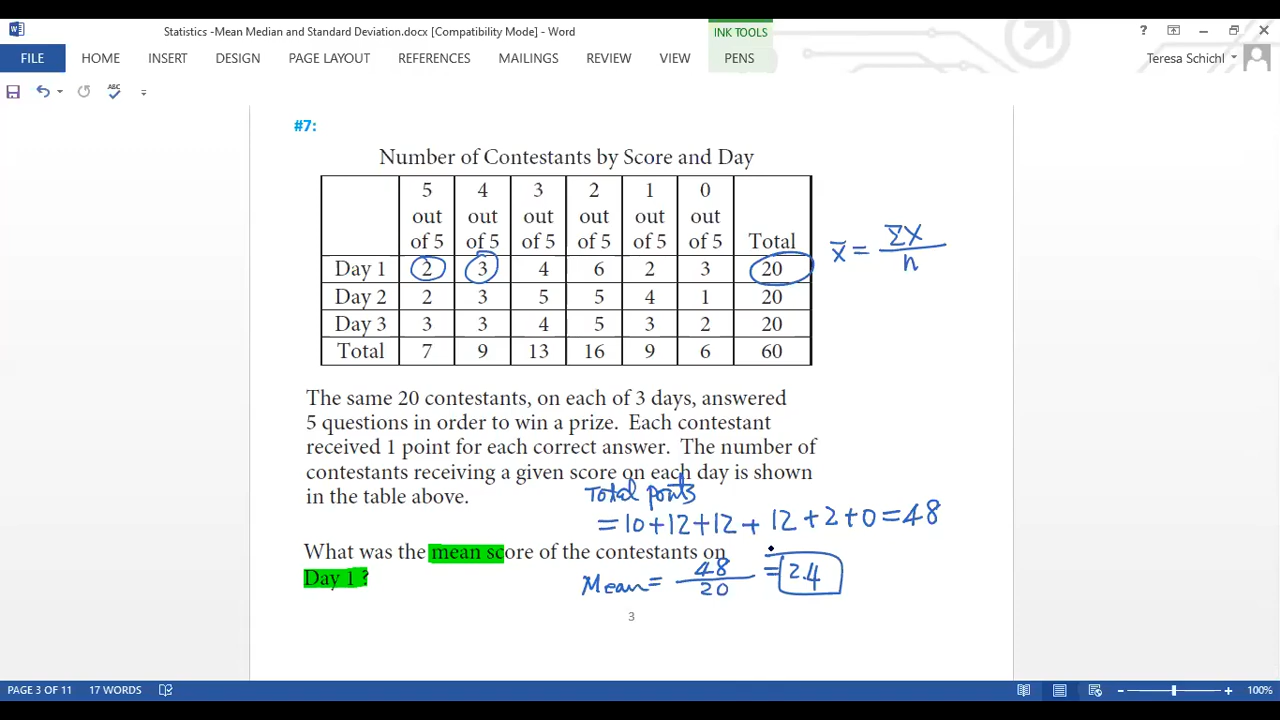 Statistics -Mean Median and Standard Deviation.docx [Compatibility Mode] - Word
INK TOOLS
?
FILE HOME INSERT DESIGN PAGE LAYOUT REFERENCES MAILINGS REVIEW VIEW PENS
Teresa Schichl
ABC
#7:
Number of Contestants by Score and Day
5 4 3 2 1 0
out out out out out out
of 5 of 5 of 5 of 5 of 5 of 5 Total
Day 1 2 3 4 6 2 3 20
Day 2 2 3 5 5 4 1 20
Day 3 3 3 4 5 3 2 20
Total 7 9 13 16 9 6 60
x̄ = ΣX / n
The same 20 contestants, on each of 3 days, answered
5 questions in order to win a prize. Each contestant
received 1 point for each correct answer. The number of
contestants receiving a given score on each day is shown
in the table above.
Total points
= 10 + 12 + 12 + 12 + 2 + 0 = 48
What was the mean score of the contestants on
Day 1 ?
Mean = 48 / 20 = 2.4
3
PAGE 3 OF 11 17 WORDS
100%